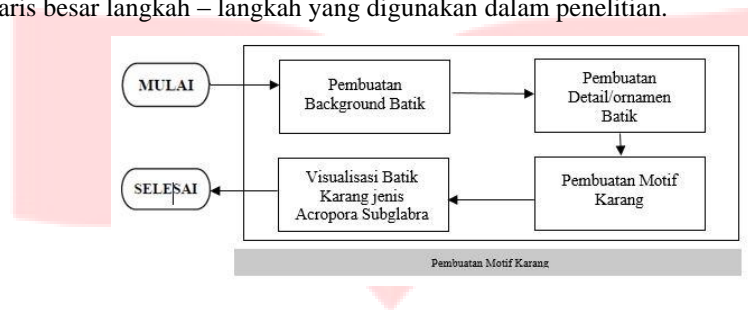 aris besar langkah – langkah yang digunakan dalam penelitian.
MULAI
Pembuatan
Background Batik
Pembuatan
Detail/ornamen
Batik
Pembuatan Motif
Karang
Visualisasi Batik
Karang jenis
Acropora Subglabra
SELESAI
Pembuatan Motif Karang